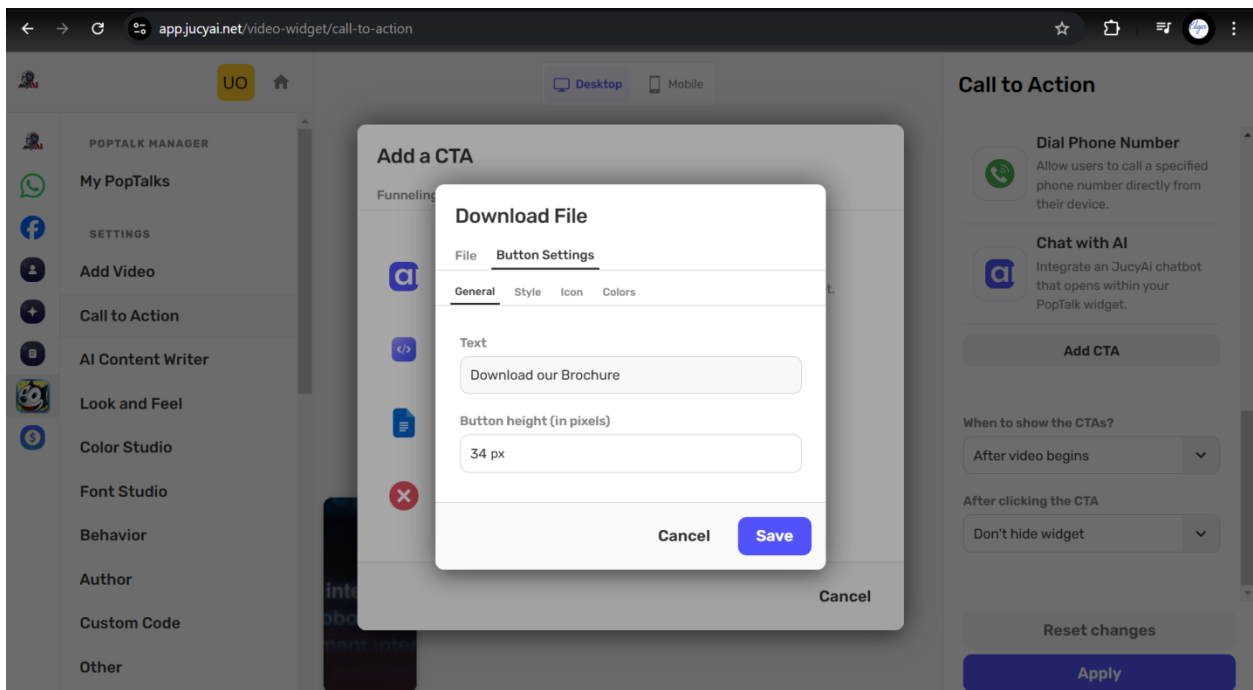 app.jucyai.net/video-widget/call-to-action
UO
Desktop
Mobile
POPTALK MANAGER
My PopTalks
SETTINGS
Add Video
Call to Action
AI Content Writer
Look and Feel
Color Studio
Font Studio
Behavior
Author
Custom Code
Other
Add a CTA
Funneling
Download File
File
Button Settings
General
Style
Icon
Colors
Text
Download our Brochure
Button height (in pixels)
34 px
Cancel
Save
Cancel
Call to Action
Dial Phone Number
Allow users to call a specified
phone number directly from
their device.
Chat with AI
Integrate an JucyAi chatbot
that opens within your
PopTalk widget.
Add CTA
When to show the CTAs?
After video begins
After clicking the CTA
Don't hide widget
Reset changes
Apply